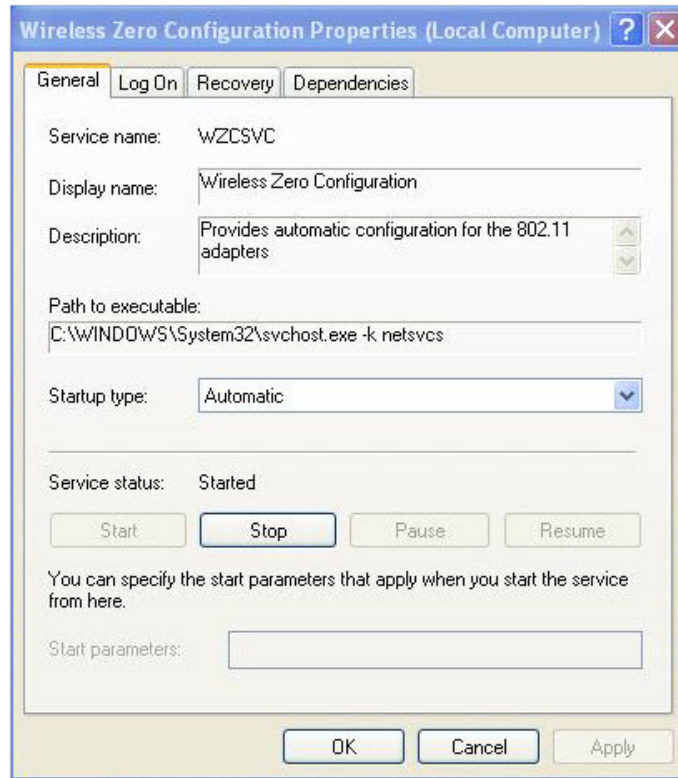 Wireless Zero Configuration Properties (Local Computer)
General Log On Recovery Dependencies
Service name: WZCSVC
Display name: Wireless Zero Configuration
Description: Provides automatic configuration for the 802.11
adapters
Path to executable:
C:\WINDOWS\System32\svchost.exe -k netsvcs
Startup type: Automatic
Service status: Started
Start Stop Pause Resume
You can specify the start parameters that apply when you start the service
from here.
Start parameters:
OK Cancel Apply